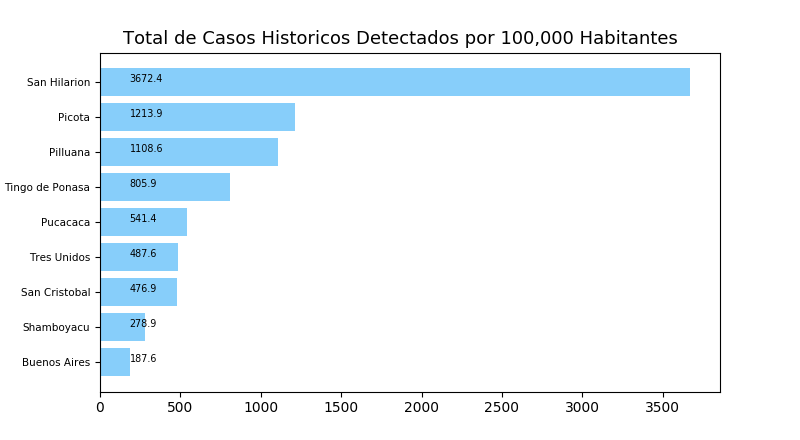 Total de Casos Historicos Detectados por 100,000 Habitantes
San Hilarion 3672.4
Picota 1213.9
Pilluana 1108.6
Tingo de Ponasa 805.9
Pucacaca 541.4
Tres Unidos 487.6
San Cristobal 476.9
Shamboyacu 278.9
Buenos Aires 187.6
0 500 1000 1500 2000 2500 3000 3500